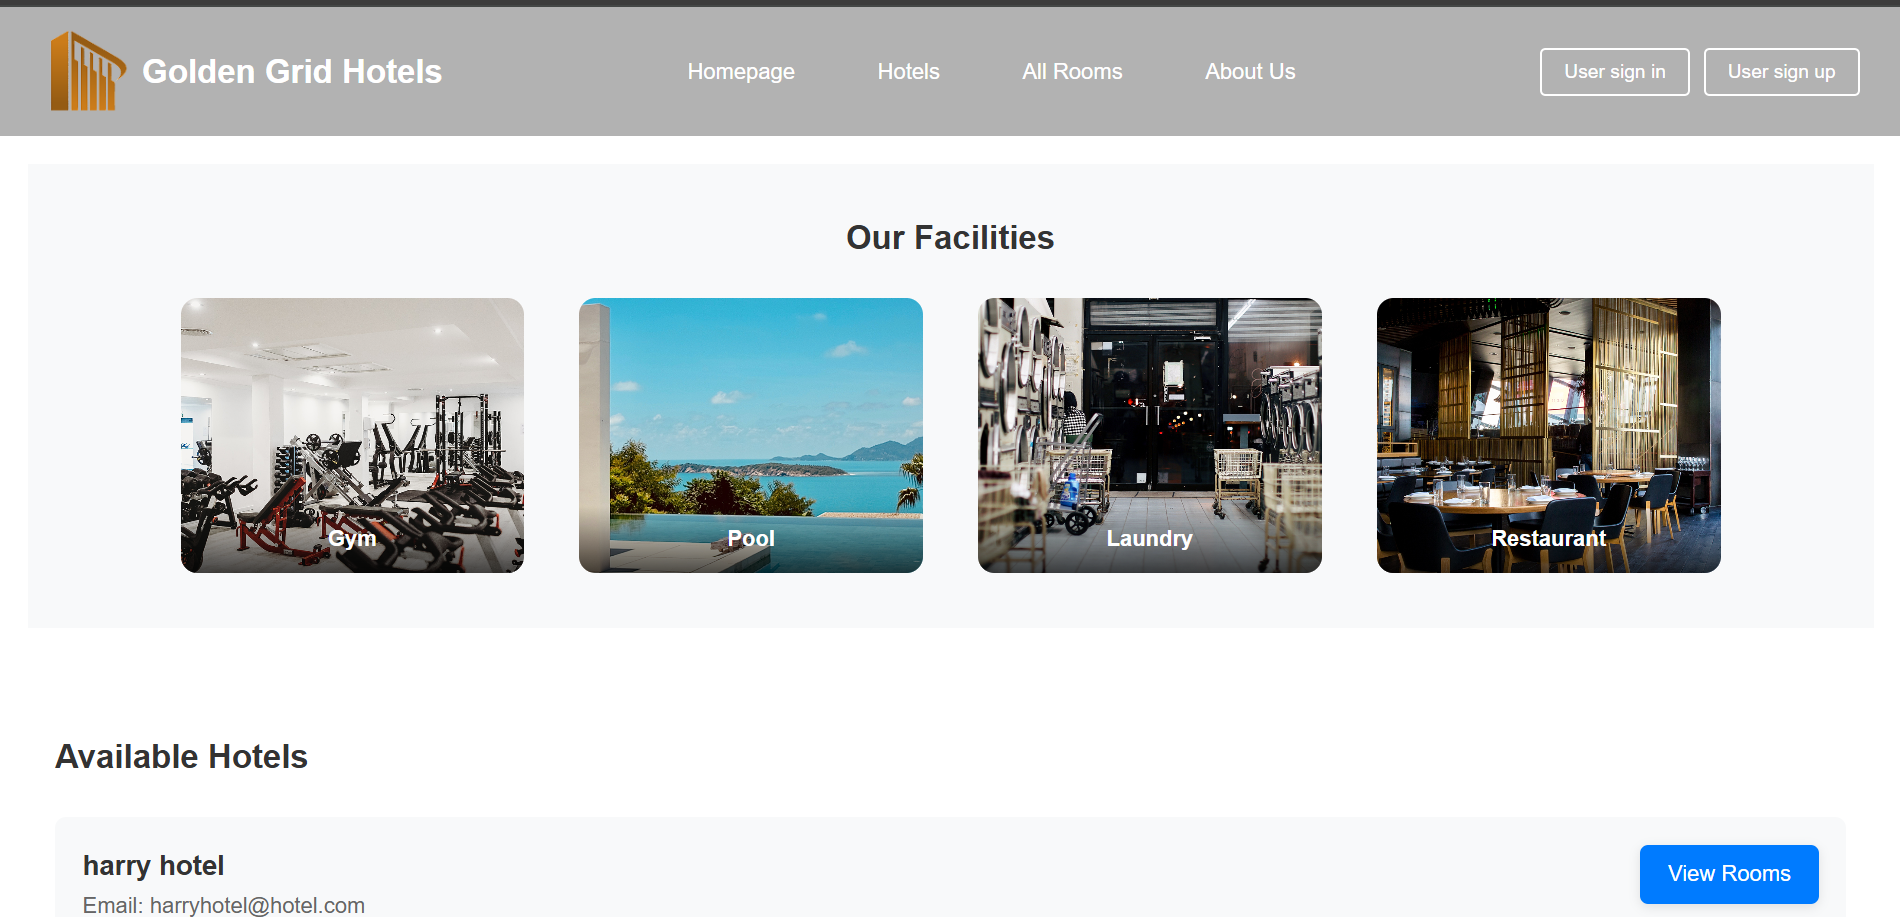 Golden Grid Hotels
Homepage
Hotels
All Rooms
About Us
User sign in
User sign up
Our Facilities
Gym
Pool
Laundry
Restaurant
Available Hotels
harry hotel
View Rooms
Email: harryhotel@hotel.com